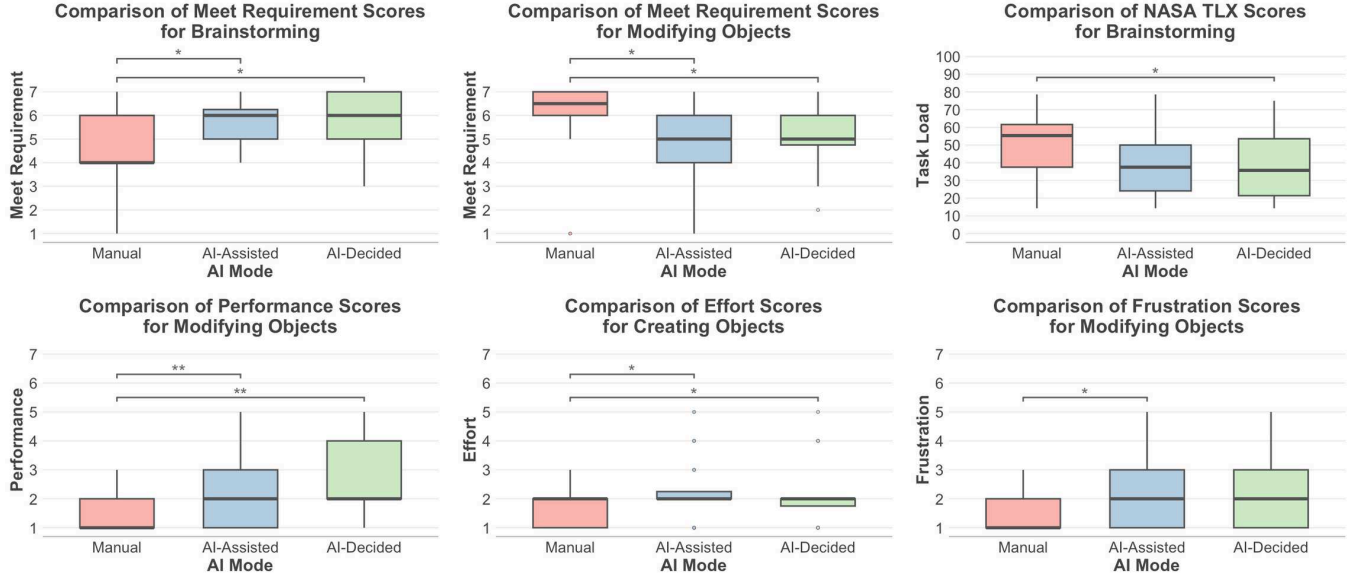 Comparison of Meet Requirement Scores
for Brainstorming
*
*
Meet Requirement
7
6
5
4
3
2
1
Manual
AI-Assisted
AI-Decided
AI Mode
Comparison of Meet Requirement Scores
for Modifying Objects
*
*
Meet Requirement
7
6
5
4
3
2
1
Manual
AI-Assisted
AI-Decided
AI Mode
Comparison of NASA TLX Scores
for Brainstorming
*
Task Load
100
90
80
70
60
50
40
30
20
10
0
Manual
AI-Assisted
AI-Decided
AI Mode
Comparison of Performance Scores
for Modifying Objects
**
**
Performance
7
6
5
4
3
2
1
Manual
AI-Assisted
AI-Decided
AI Mode
Comparison of Effort Scores
for Creating Objects
*
*
Effort
7
6
5
4
3
2
1
Manual
AI-Assisted
AI-Decided
AI Mode
Comparison of Frustration Scores
for Modifying Objects
*
Frustration
7
6
5
4
3
2
1
Manual
AI-Assisted
AI-Decided
AI Mode